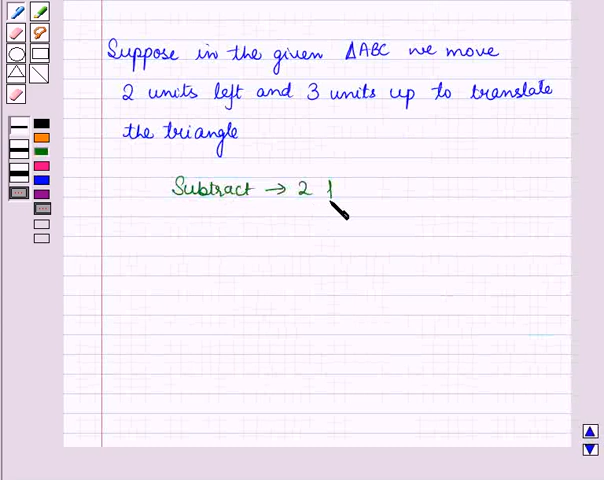 Suppose in the given ΔABC we move
2 units left and 3 units up to translate
the triangle
Subtract → 2